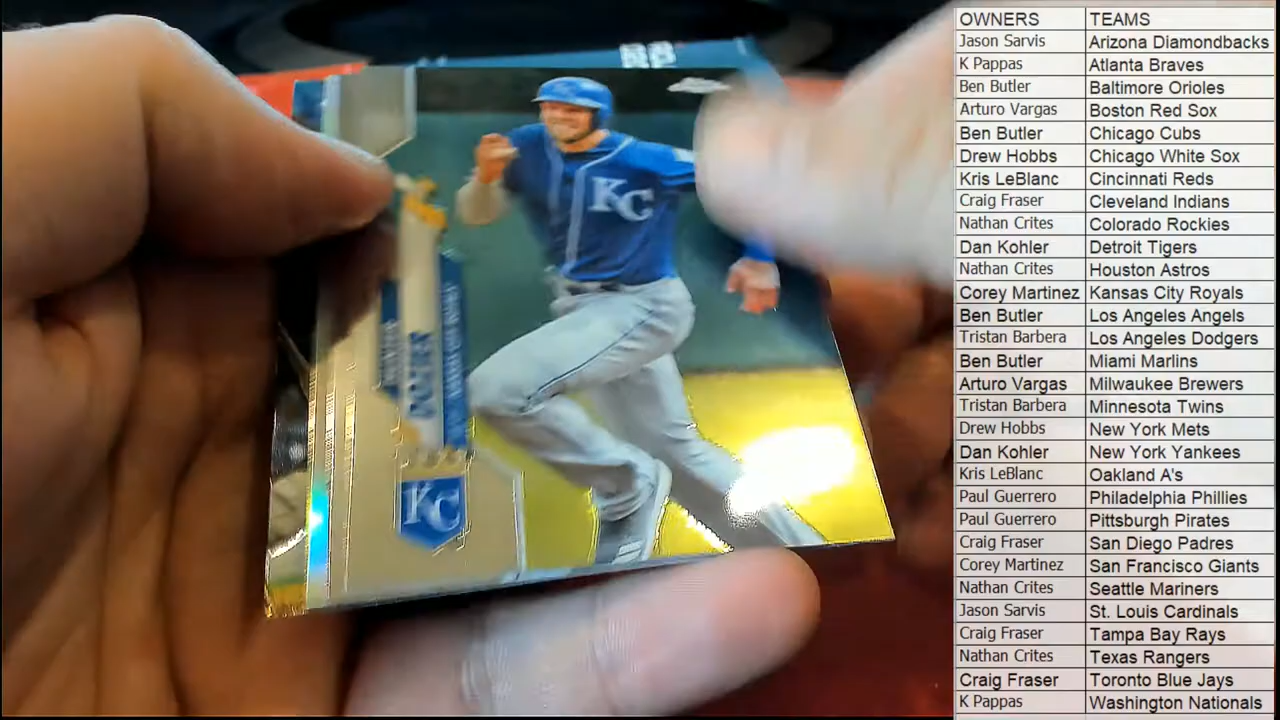 KC
DOZIER
KC
OWNERS TEAMS
Jason Sarvis Arizona Diamondbacks
K Pappas Atlanta Braves
Ben Butler Baltimore Orioles
Arturo Vargas Boston Red Sox
Ben Butler Chicago Cubs
Drew Hobbs Chicago White Sox
Kris LeBlanc Cincinnati Reds
Craig Fraser Cleveland Indians
Nathan Crites Colorado Rockies
Dan Kohler Detroit Tigers
Nathan Crites Houston Astros
Corey Martinez Kansas City Royals
Ben Butler Los Angeles Angels
Tristan Barbera Los Angeles Dodgers
Ben Butler Miami Marlins
Arturo Vargas Milwaukee Brewers
Tristan Barbera Minnesota Twins
Drew Hobbs New York Mets
Dan Kohler New York Yankees
Kris LeBlanc Oakland A's
Paul Guerrero Philadelphia Phillies
Paul Guerrero Pittsburgh Pirates
Craig Fraser San Diego Padres
Corey Martinez San Francisco Giants
Nathan Crites Seattle Mariners
Jason Sarvis St. Louis Cardinals
Craig Fraser Tampa Bay Rays
Nathan Crites Texas Rangers
Craig Fraser Toronto Blue Jays
K Pappas Washington Nationals